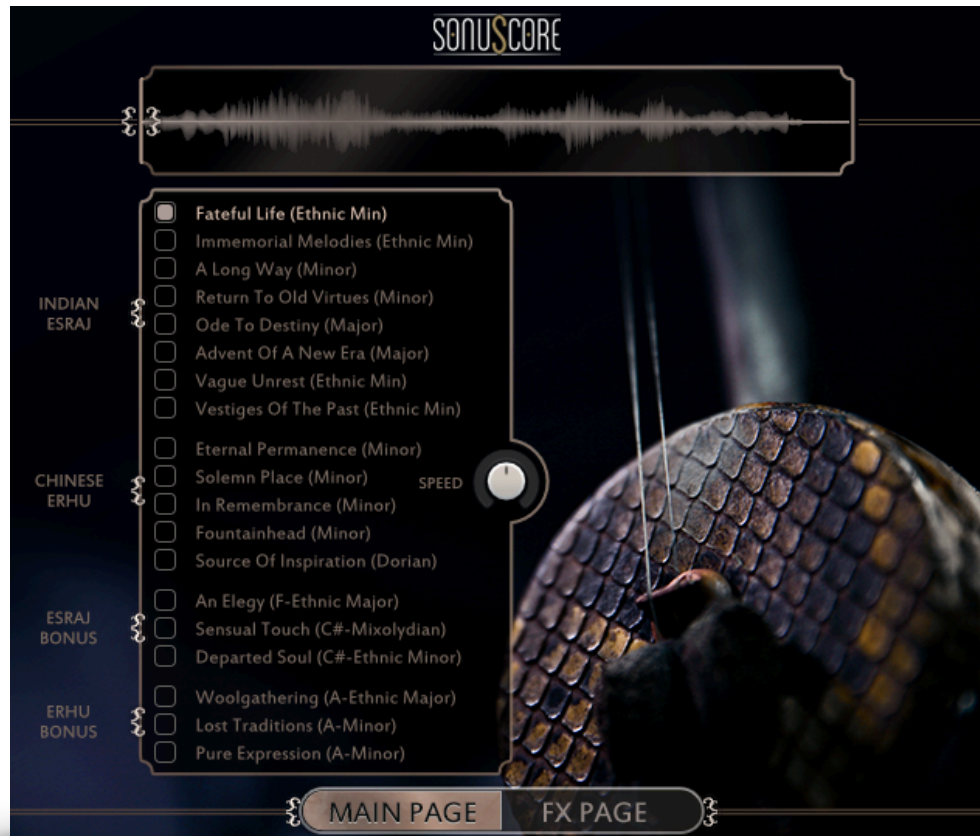 SONUSCORE
Fateful Life (Ethnic Min)
Immemorial Melodies (Ethnic Min)
A Long Way (Minor)
INDIAN
ESRAJ
Return To Old Virtues (Minor)
Ode To Destiny (Major)
Advent Of A New Era (Major)
Vague Unrest (Ethnic Min)
Vestiges Of The Past (Ethnic Min)
CHINESE
ERHU
Eternal Permanence (Minor)
Solemn Place (Minor)
In Remembrance (Minor)
Fountainhead (Minor)
Source Of Inspiration (Dorian)
SPEED
ESRAJ
BONUS
An Elegy (F-Ethnic Major)
Sensual Touch (C#-Mixolydian)
Departed Soul (C#-Ethnic Minor)
ERHU
BONUS
Woolgathering (A-Ethnic Major)
Lost Traditions (A-Minor)
Pure Expression (A-Minor)
MAIN PAGE
FX PAGE